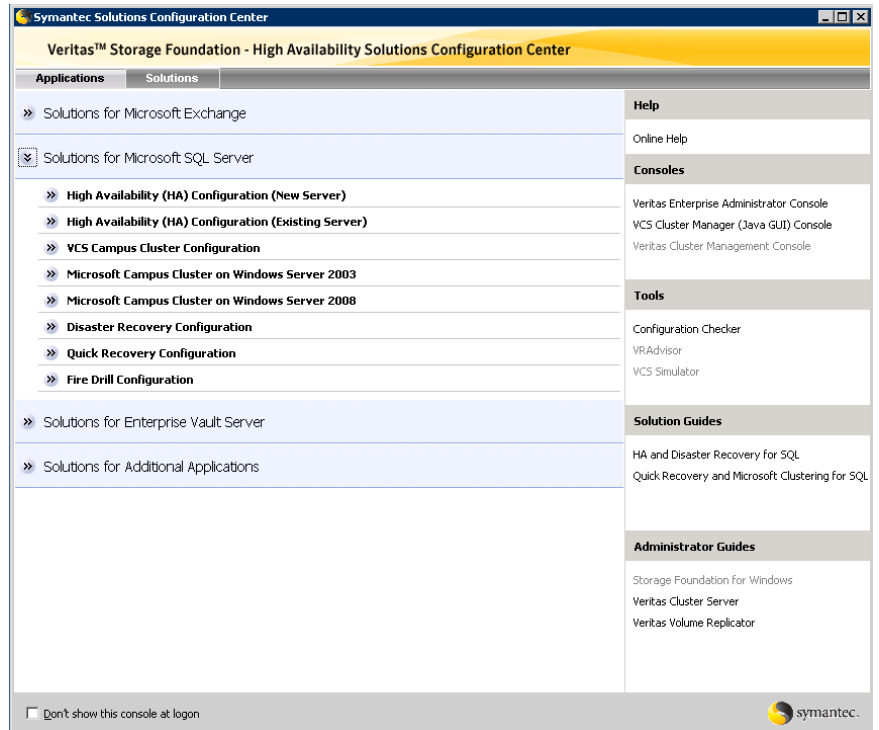 Symantec Solutions Configuration Center
Veritas™ Storage Foundation - High Availability Solutions Configuration Center
Applications
Solutions
Solutions for Microsoft Exchange
Solutions for Microsoft SQL Server
High Availability (HA) Configuration (New Server)
High Availability (HA) Configuration (Existing Server)
VCS Campus Cluster Configuration
Microsoft Campus Cluster on Windows Server 2003
Microsoft Campus Cluster on Windows Server 2008
Disaster Recovery Configuration
Quick Recovery Configuration
Fire Drill Configuration
Solutions for Enterprise Vault Server
Solutions for Additional Applications
Help
Online Help
Consoles
Veritas Enterprise Administrator Console
VCS Cluster Manager (Java GUI) Console
Veritas Cluster Management Console
Tools
Configuration Checker
VRAdvisor
VCS Simulator
Solution Guides
HA and Disaster Recovery for SQL
Quick Recovery and Microsoft Clustering for SQL
Administrator Guides
Storage Foundation for Windows
Veritas Cluster Server
Veritas Volume Replicator
Don't show this console at logon
symantec.